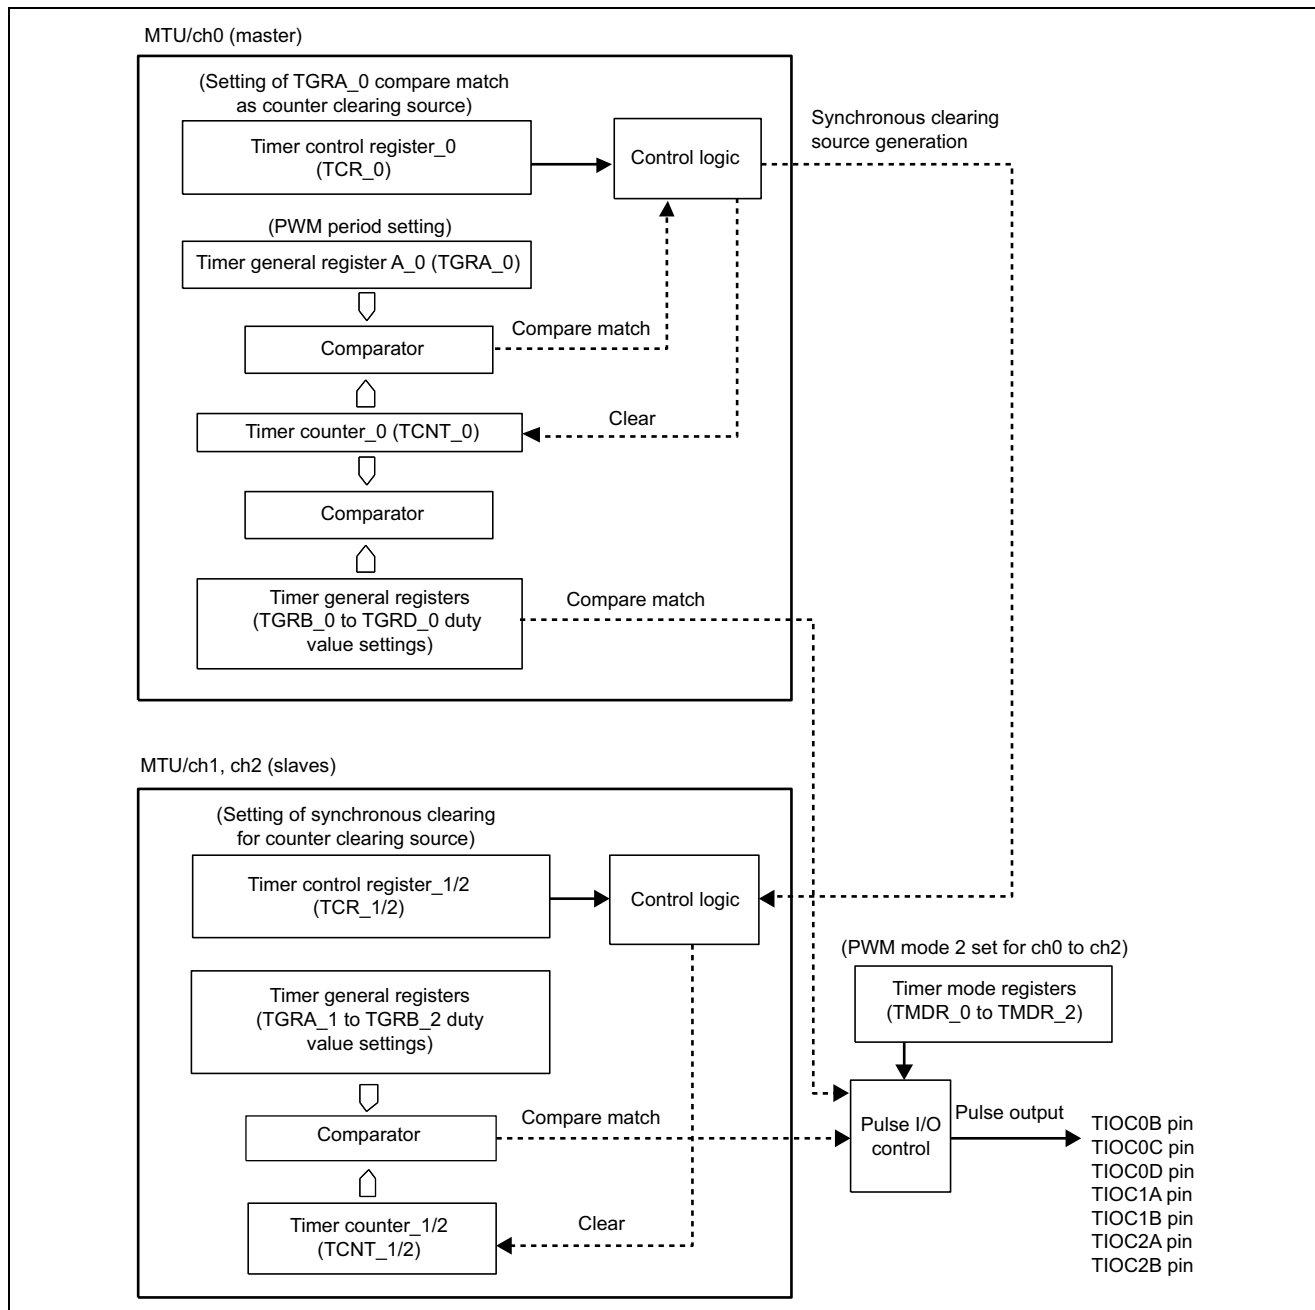 MTU/ch0 (master)
(Setting of TGRA_0 compare match
as counter clearing source)
Timer control register_0
(TCR_0)
Control logic
Synchronous clearing
source generation
(PWM period setting)
Timer general register A_0 (TGRA_0)
Compare match
Comparator
Clear
Timer counter_0 (TCNT_0)
Comparator
Timer general registers
(TGRB_0 to TGRD_0 duty
value settings)
Compare match
MTU/ch1, ch2 (slaves)
(Setting of synchronous clearing
for counter clearing source)
Timer control register_1/2
(TCR_1/2)
Control logic
(PWM mode 2 set for ch0 to ch2)
Timer mode registers
(TMDR_0 to TMDR_2)
Timer general registers
(TGRA_1 to TGRB_2 duty
value settings)
Comparator
Compare match
Pulse I/O
control
Pulse output
TIOC0B pin
TIOC0C pin
TIOC0D pin
TIOC1A pin
TIOC1B pin
TIOC2A pin
TIOC2B pin
Timer counter_1/2
(TCNT_1/2)
Clear